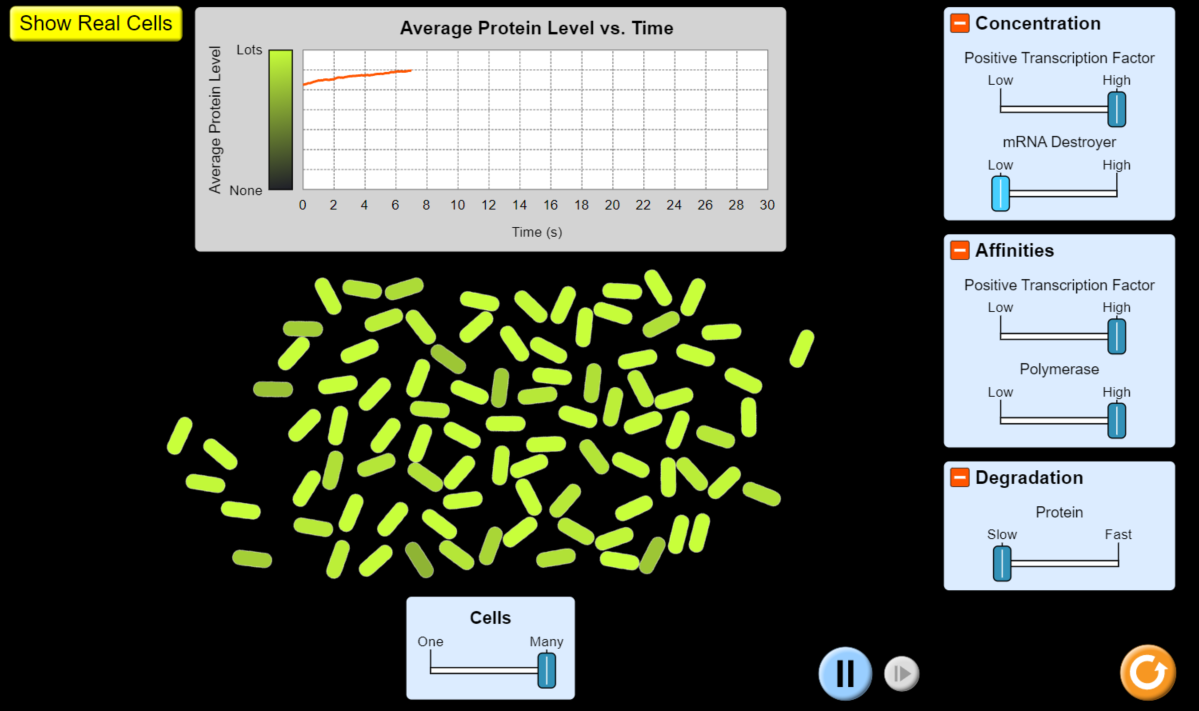 Show Real Cells
Average Protein Level vs. Time
Average Protein Level
Lots
None
0 2 4 6 8 10 12 14 16 18 20 22 24 26 28 30
Time (s)
Concentration
Positive Transcription Factor
Low High
mRNA Destroyer
Low High
Affinities
Positive Transcription Factor
Low High
Polymerase
Low High
Degradation
Protein
Slow Fast
Cells
One Many